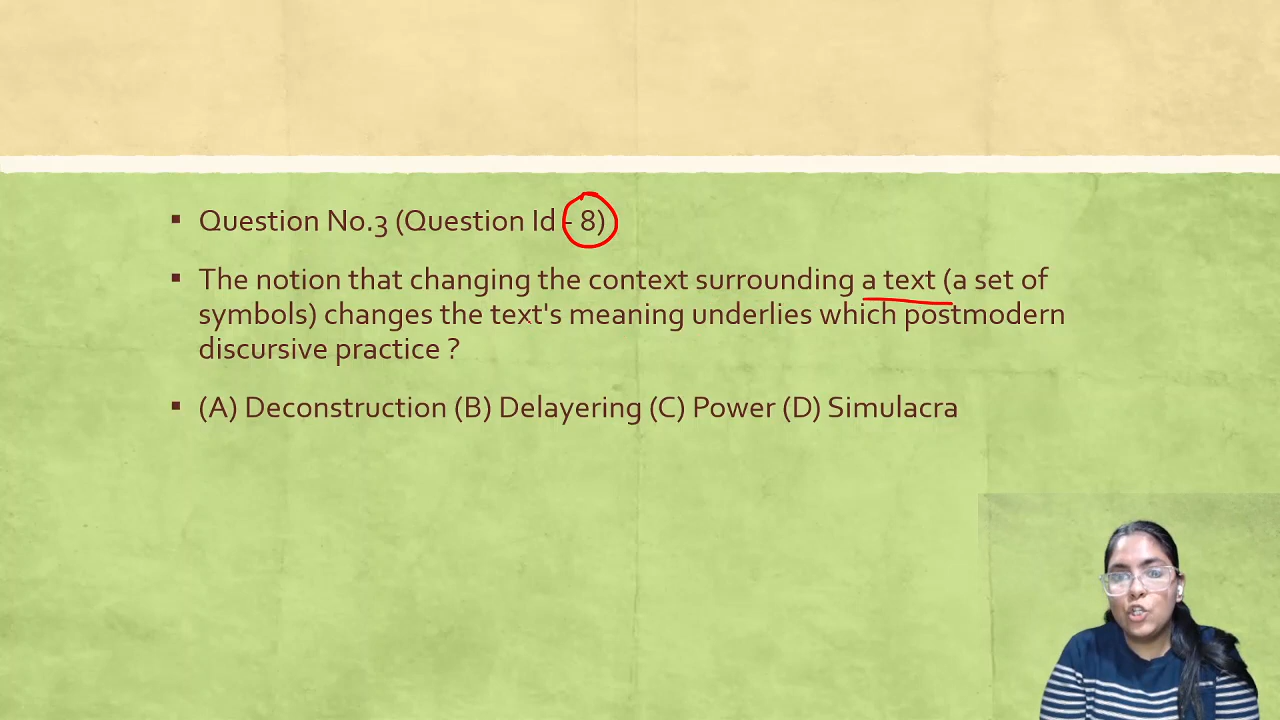 Question No.3 (Question Id - 8)
The notion that changing the context surrounding a text (a set of
symbols) changes the text's meaning underlies which postmodern
discursive practice ?
(A) Deconstruction (B) Delayering (C) Power (D) Simulacra